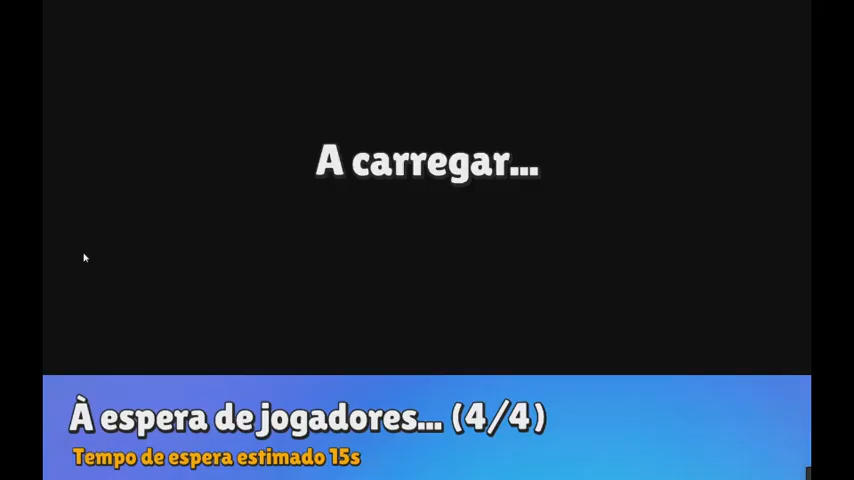 A carregar...
À espera de jogadores... (4/4)
Tempo de espera estimado 15s